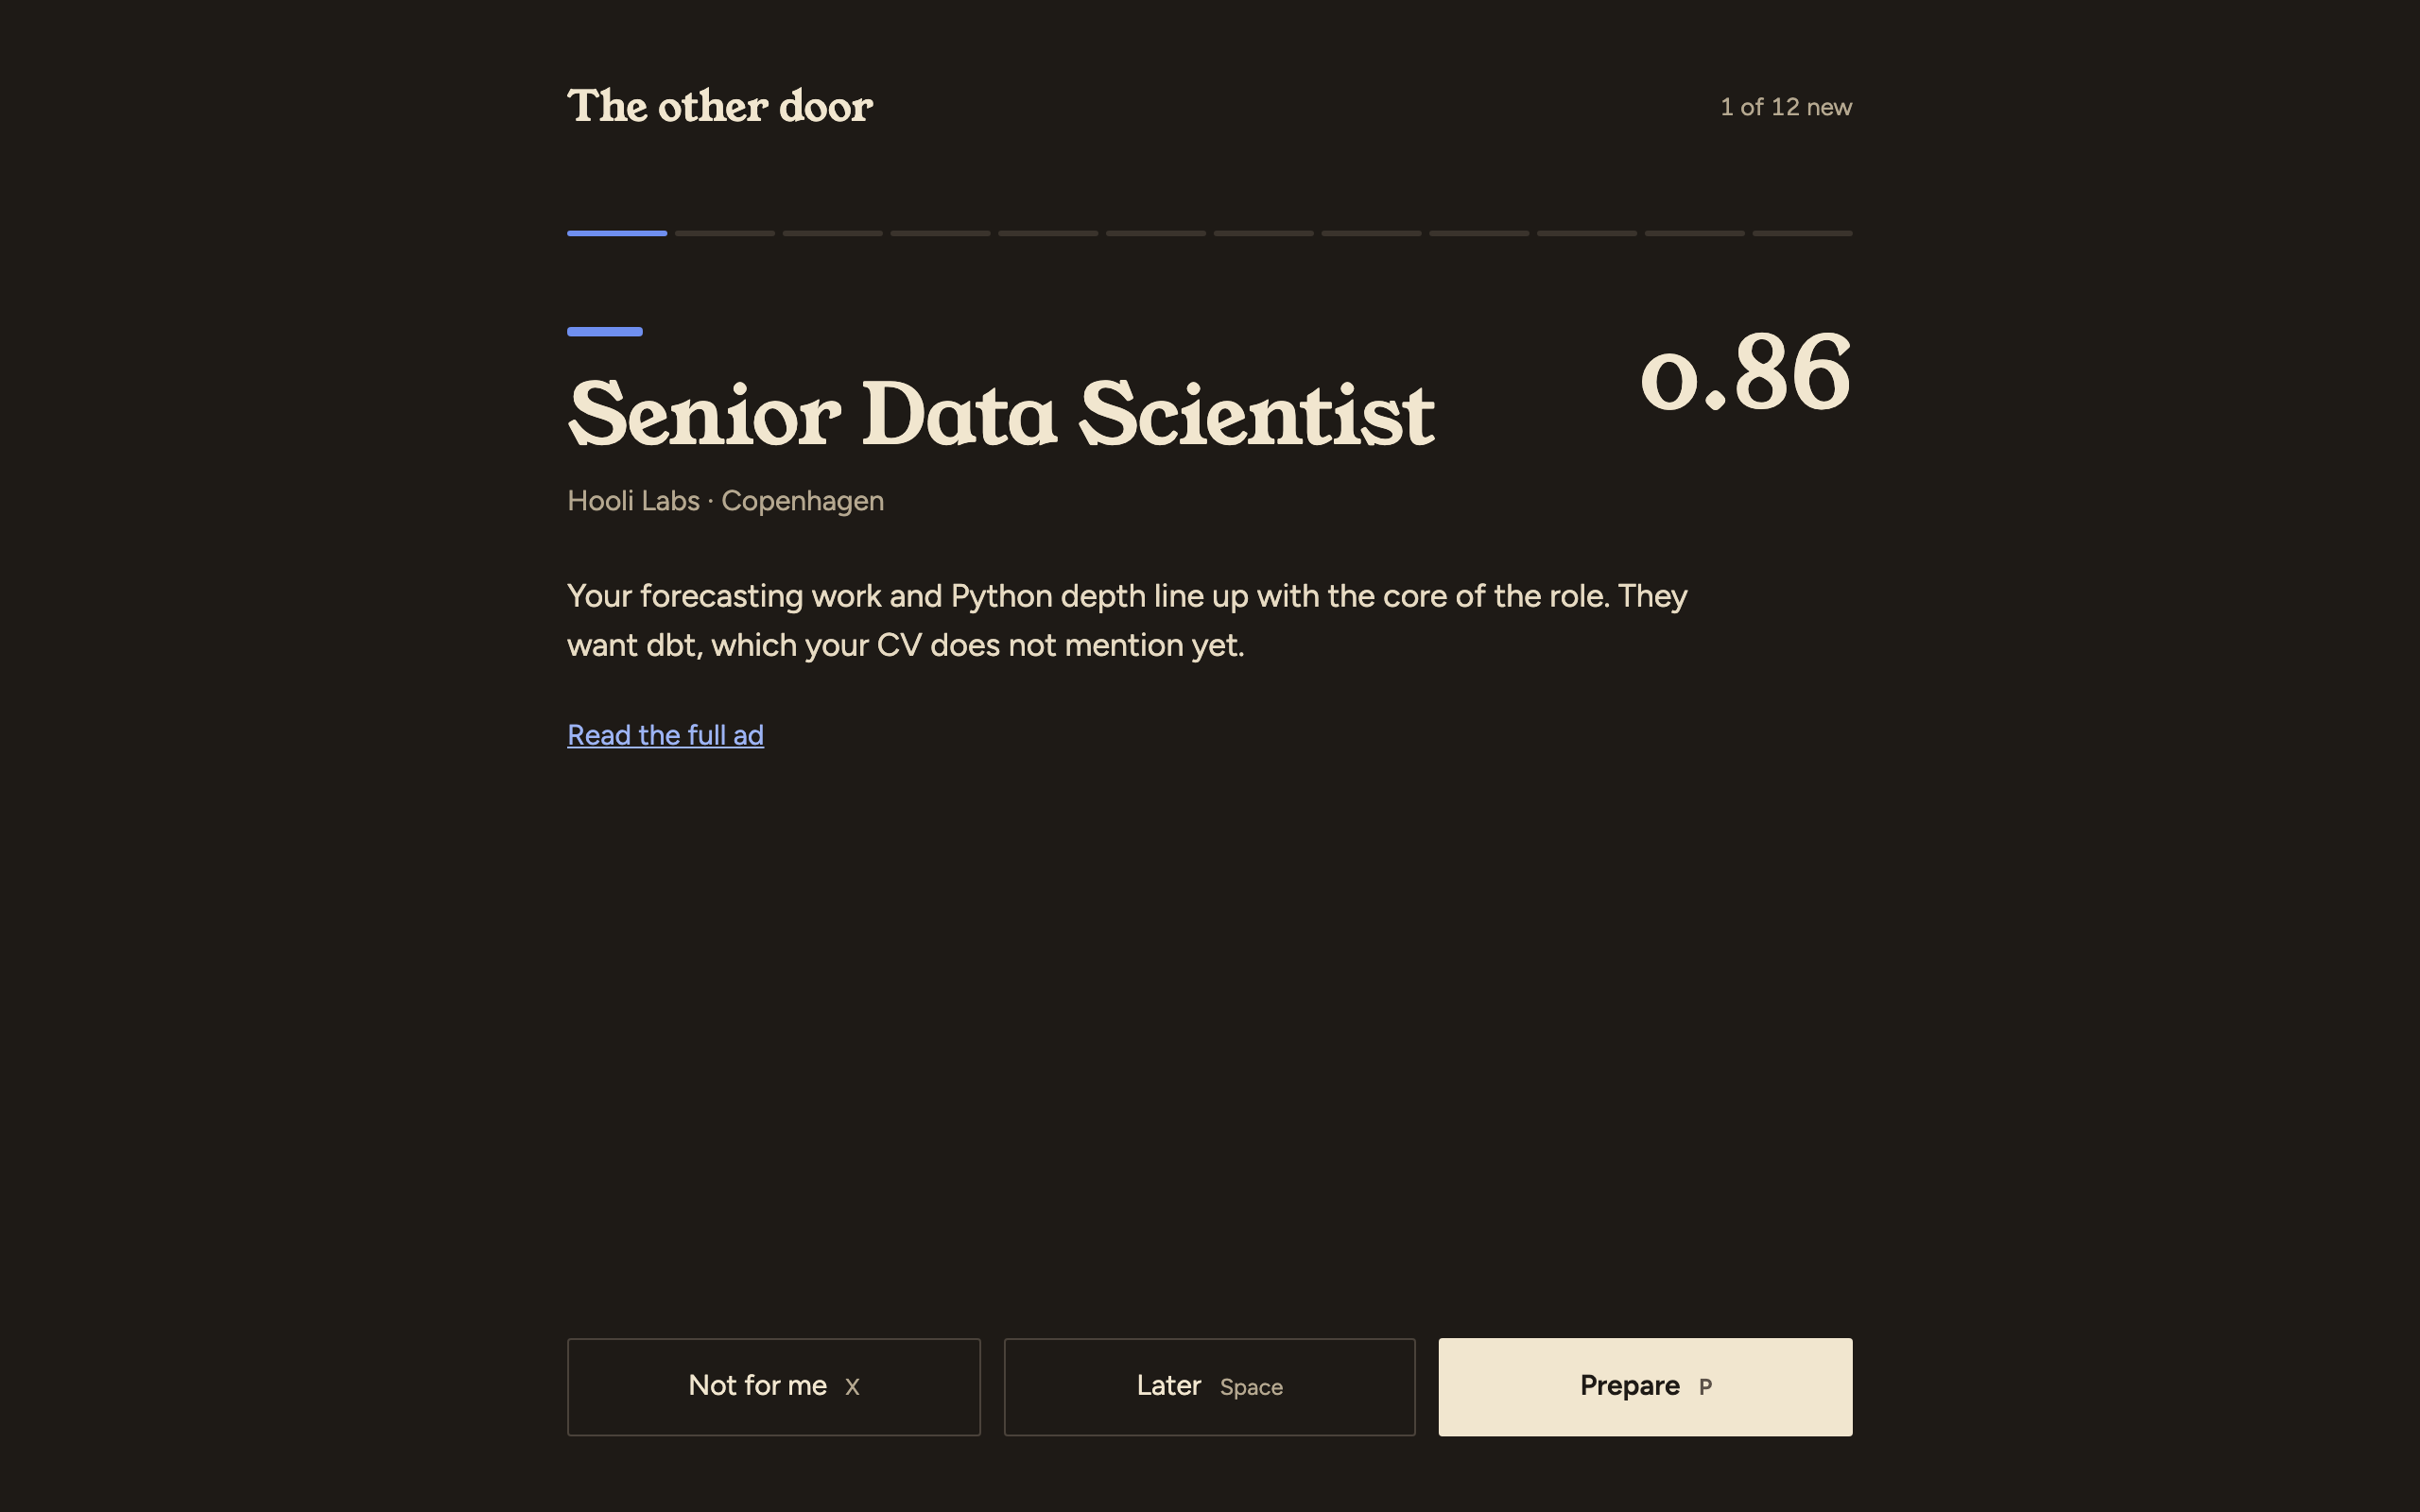 The other door
1 of 12 new
Senior Data Scientist
0.86
Hooli Labs · Copenhagen
Your forecasting work and Python depth line up with the core of the role. They
want dbt, which your CV does not mention yet.
Read the full ad
Not for me X
Later Space
Prepare P